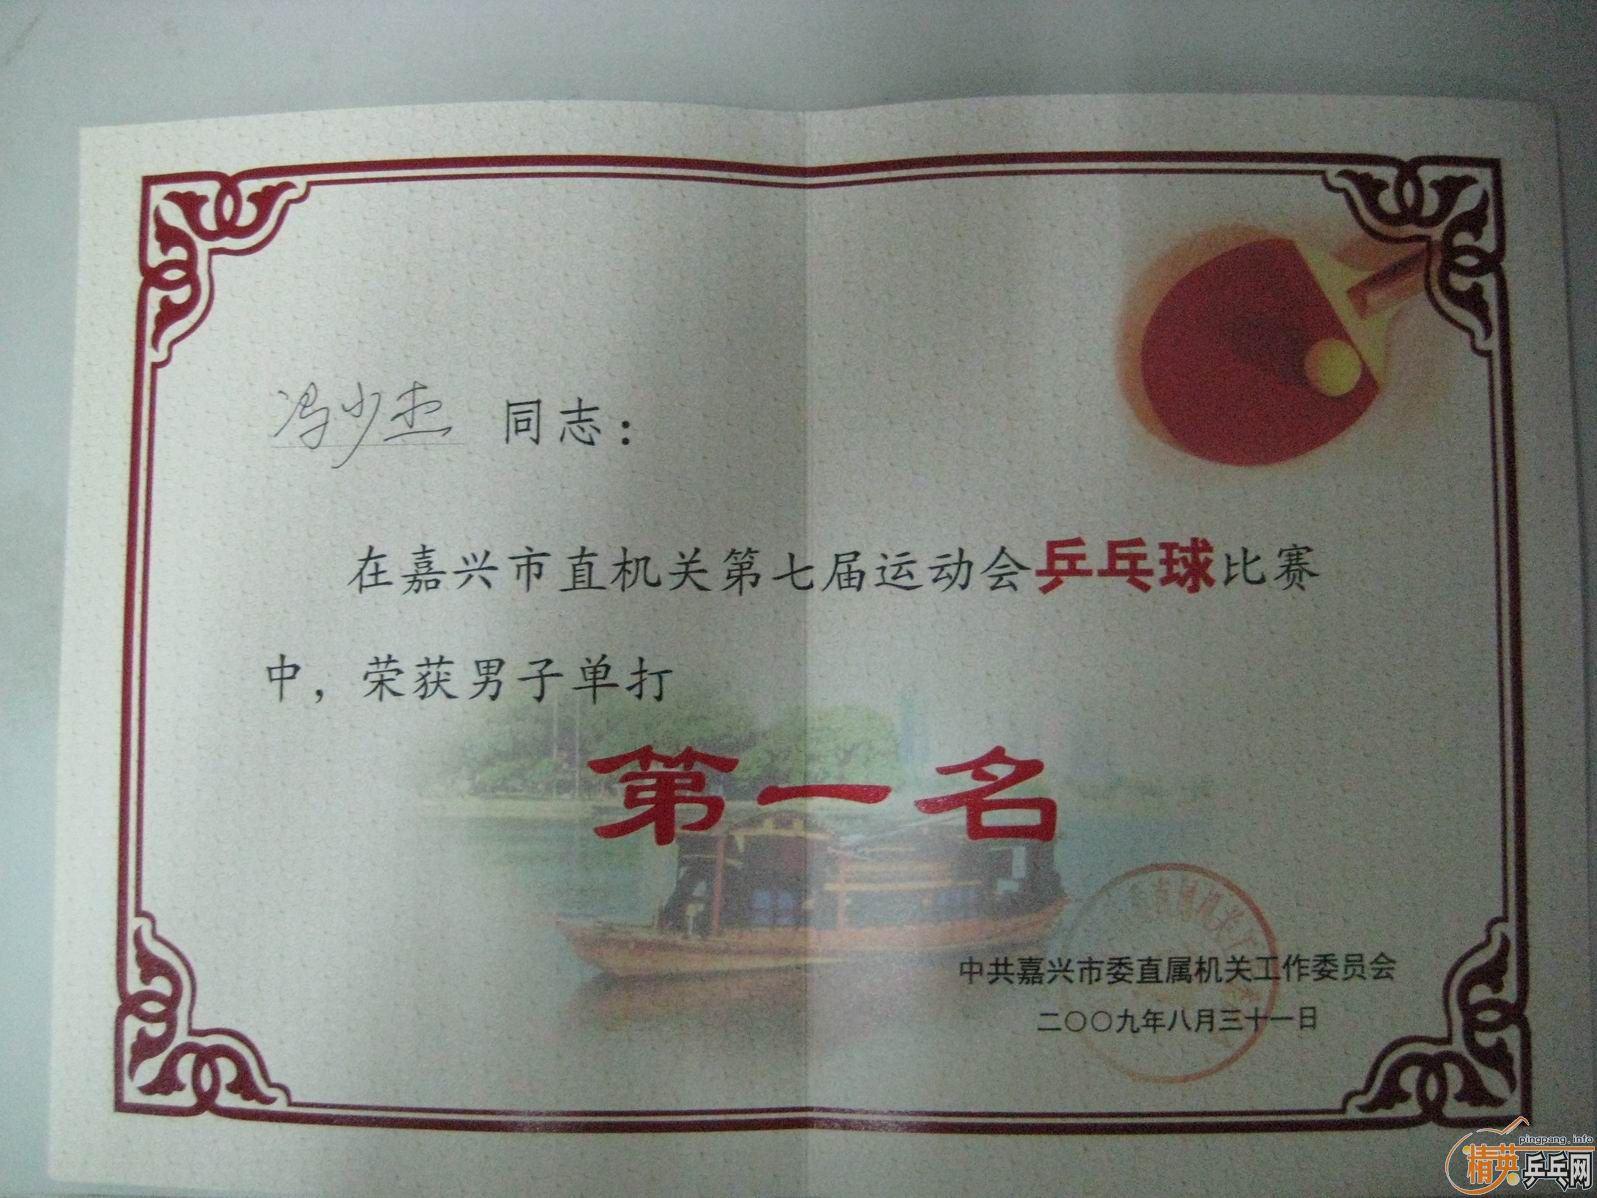 冯少杰 同志：
在嘉兴市直机关第七届运动会乒乓球比赛
中，荣获男子单打
第一名
中共嘉兴市委直属机关工作委员会
二〇〇九年八月三十一日
pingpang.info
精英乒乓网